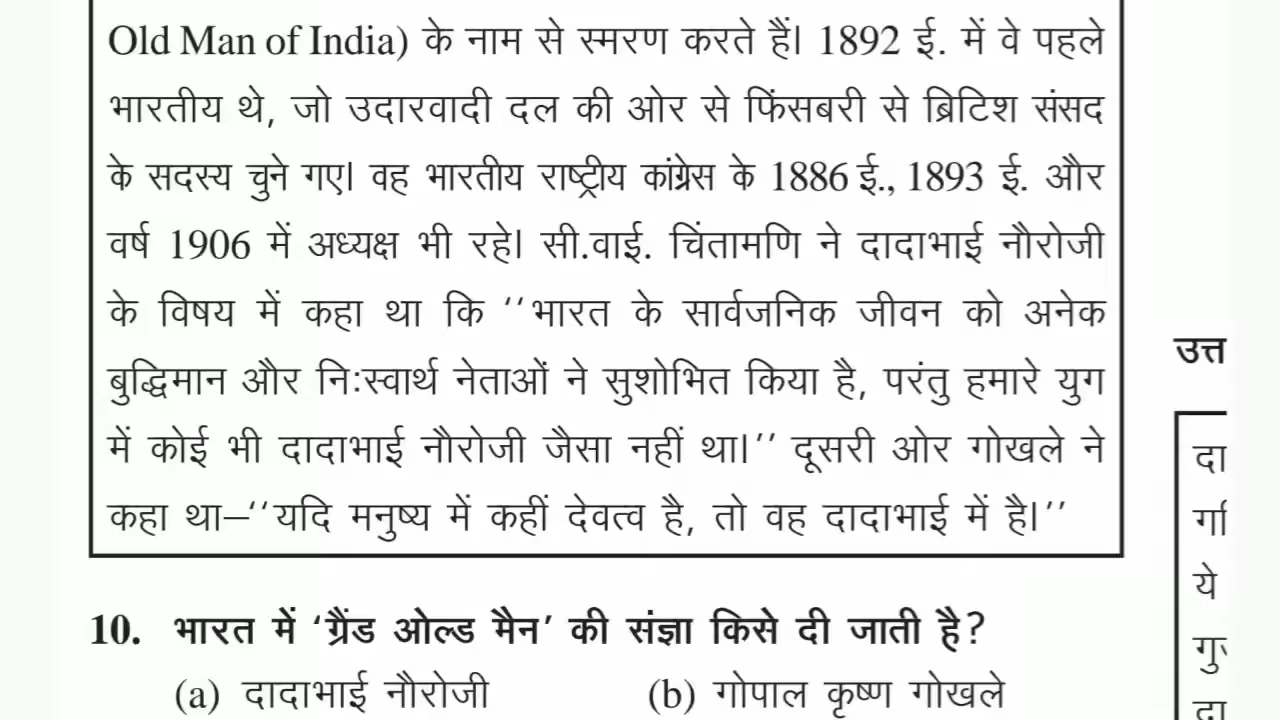 Old Man of India) के नाम से स्मरण करते हैं। 1892 ई. में वे पहले
भारतीय थे, जो उदारवादी दल की ओर से फिंसबरी से ब्रिटिश संसद
के सदस्य चुने गए। वह भारतीय राष्ट्रीय कांग्रेस के 1886 ई., 1893 ई. और
वर्ष 1906 में अध्यक्ष भी रहे। सी.वाई. चिंतामणि ने दादाभाई नौरोजी
के विषय में कहा था कि ‘‘भारत के सार्वजनिक जीवन को अनेक
बुद्धिमान और निःस्वार्थ नेताओं ने सुशोभित किया है, परंतु हमारे युग
में कोई भी दादाभाई नौरोजी जैसा नहीं था।’’ दूसरी ओर गोखले ने
कहा था–‘‘यदि मनुष्य में कहीं देवत्व है, तो वह दादाभाई में है।’’
10. भारत में ‘ग्रैंड ओल्ड मैन’ की संज्ञा किसे दी जाती है?
(a) दादाभाई नौरोजी (b) गोपाल कृष्ण गोखले
उत्त
दा
ये